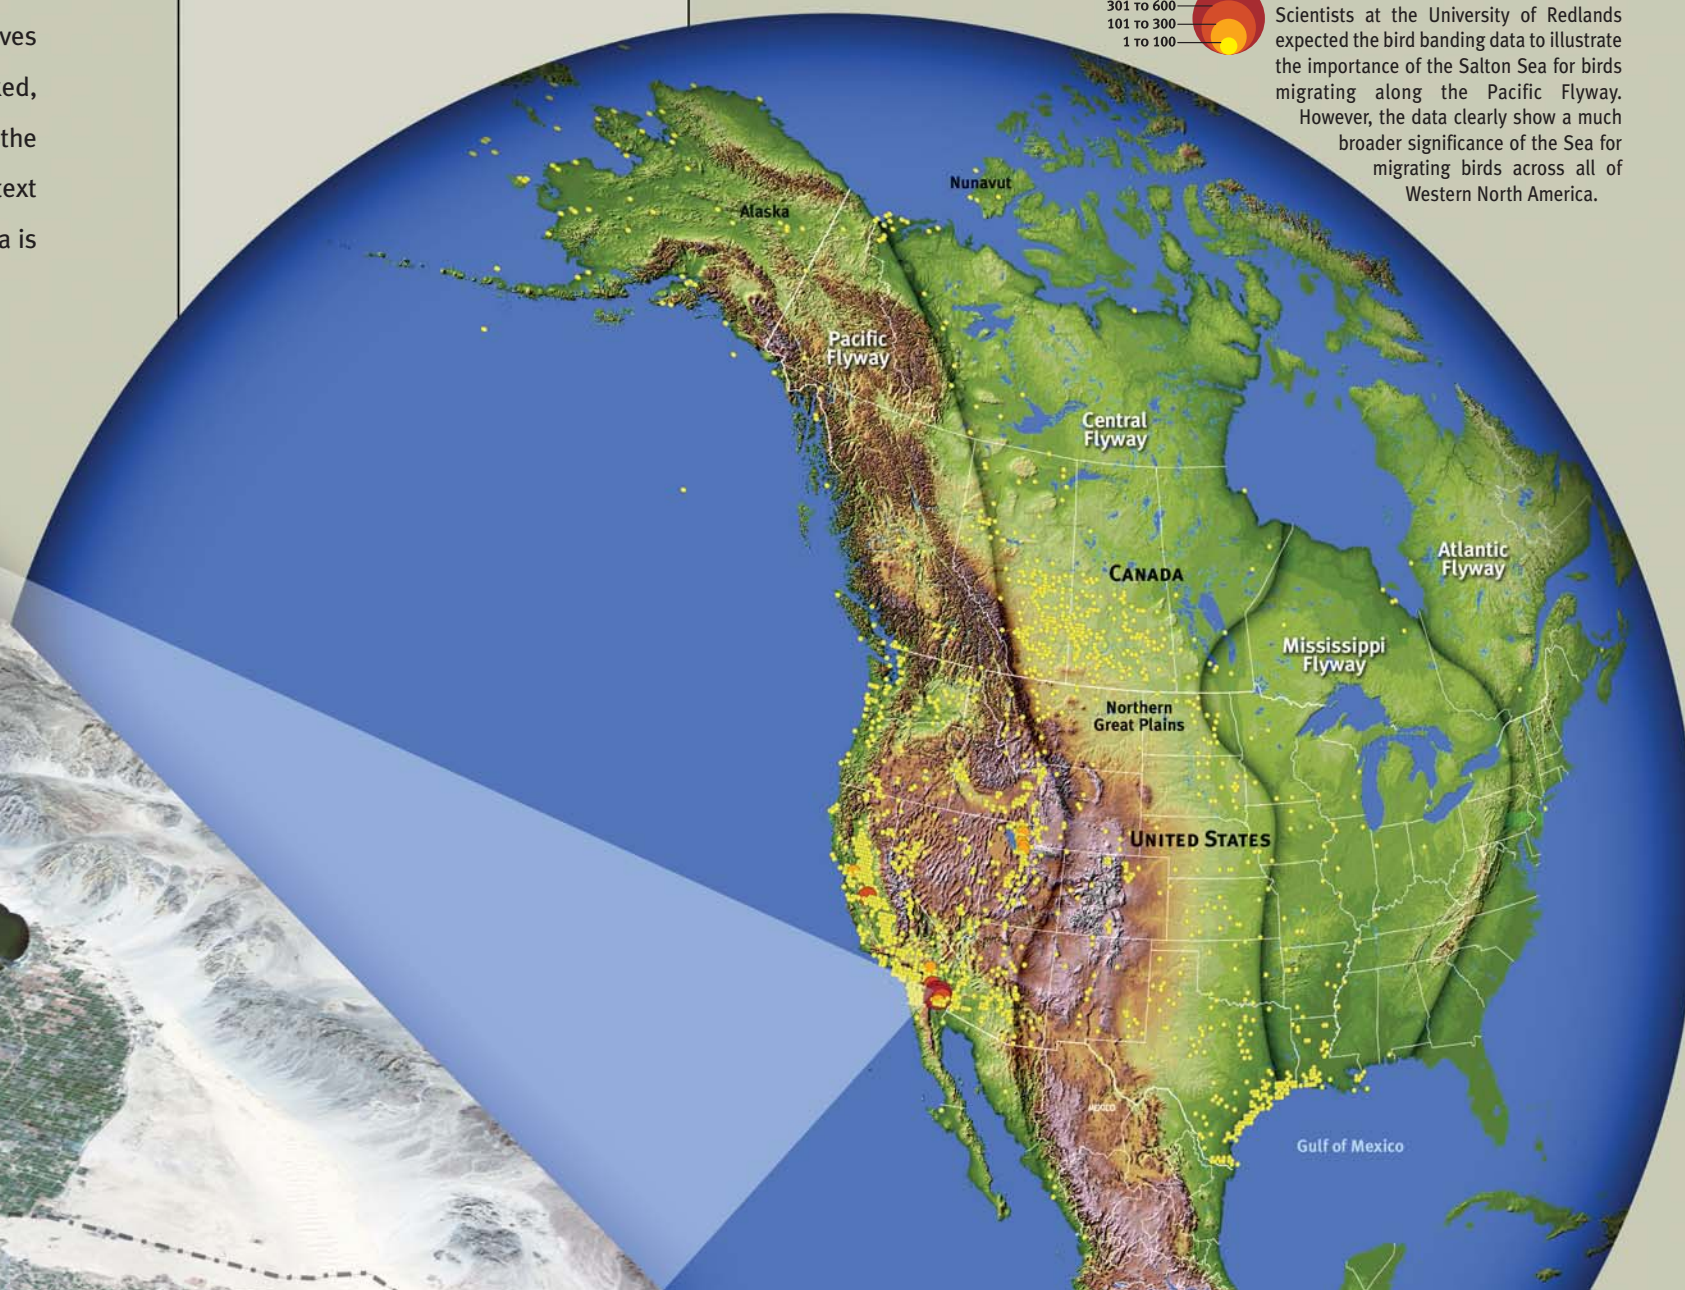 ves
ed,
the
text
a is
301 TO 600
101 TO 300
1 TO 100
Scientists at the University of Redlands
expected the bird banding data to illustrate
the importance of the Salton Sea for birds
migrating along the Pacific Flyway.
However, the data clearly show a much
broader significance of the Sea for
migrating birds across all of
Western North America.
Nunavut
Alaska
Pacific
Flyway
Central
Flyway
Atlantic
Flyway
CANADA
Mississippi
Flyway
Northern
Great Plains
UNITED STATES
MEXICO
Gulf of Mexico